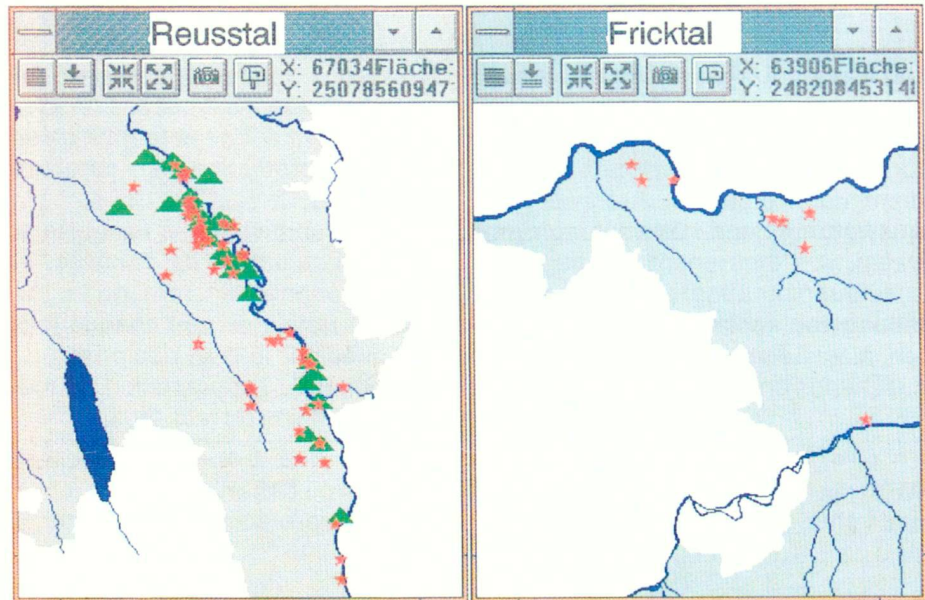 Reusstal
X: 67034Fläche:
Y: 25078560947
Fricktal
X: 63906Fläche:
Y: 24820845314